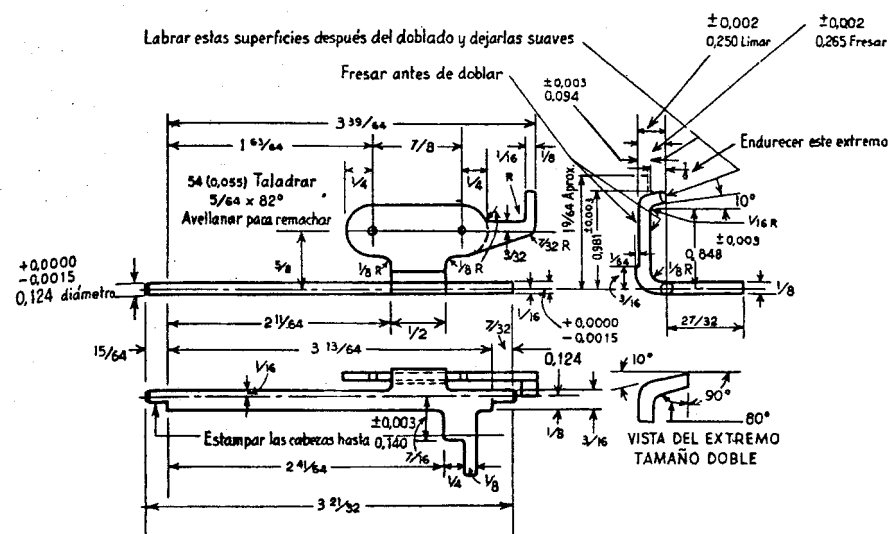 Labrar estas superficies después del doblado y dejarlas suaves
±0,002
0,250 Limar
±0,002
0,265 Fresar
Fresar antes de doblar
±0,003
0,094
Endurecer este extremo
3 39/64
1 63/64
7/8
1/16
1/8
1/4
1/4
R
54 (0,055) Taladrar
5/64 x 82°
Avellanar para remachar
19/64 Aprox.
±0,003
0,981
10°
1/16 R
±0,003
0,848
5/8
1/8 R
1/8 R
3/32
7/32 R
1/64
1/8 R
3/16
+0,0000
-0,0015
0,124 diámetro
1/16
+0,0000
-0,0015
0,124
1/8
27/32
2 11/64
1/2
7/32
15/64
3 13/64
1/16
10°
90°
80°
Estampar las cabezas hasta
±0,003
0,140
7/16
1/8
3/16
VISTA DEL EXTREMO
TAMAÑO DOBLE
2 41/64
1/4
1/8
3 21/32